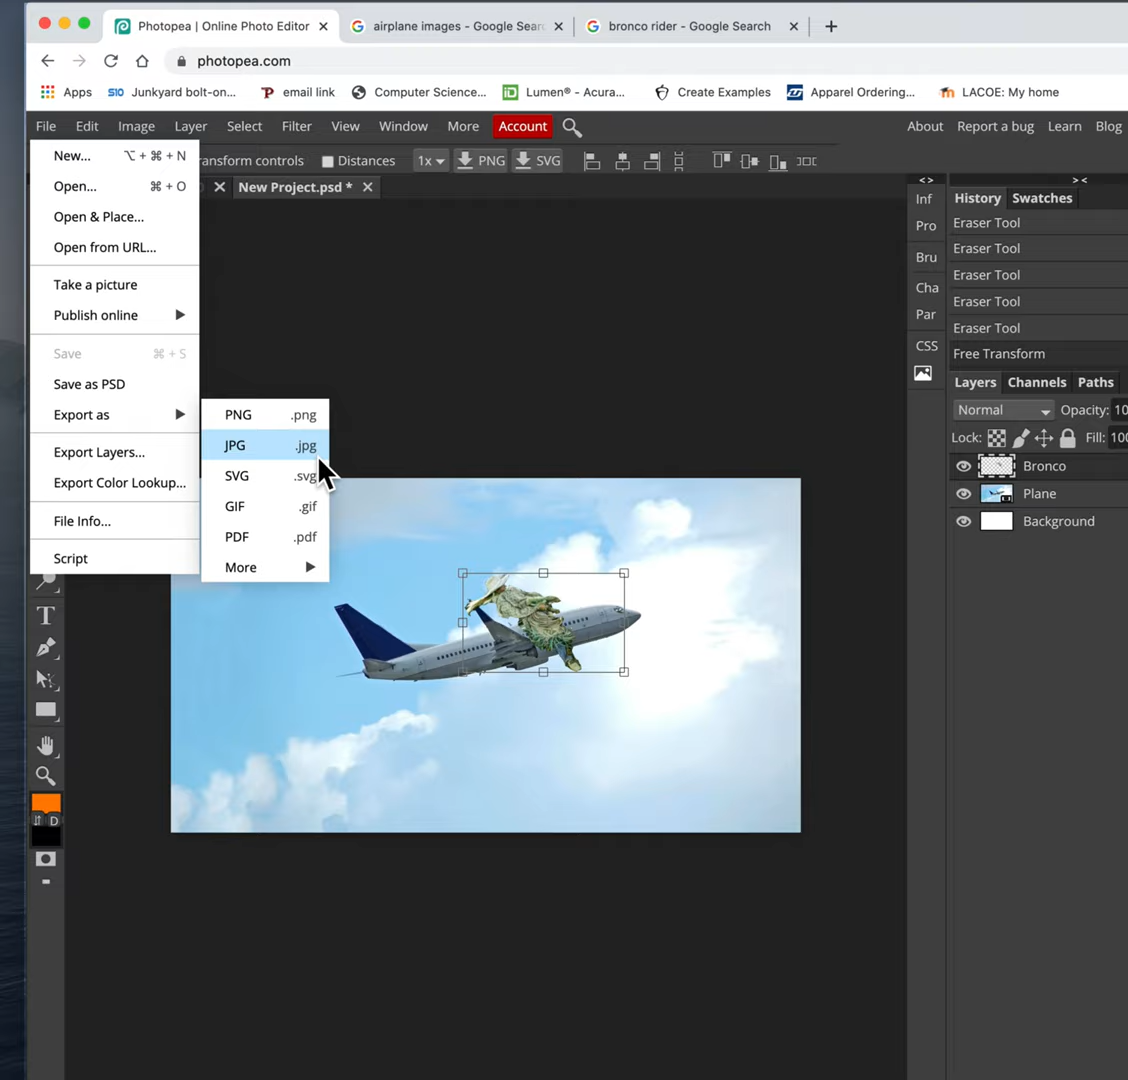 Photopea | Online Photo Editor
airplane images - Google Sear
bronco rider - Google Search
photopea.com
Apps
S10 Junkyard bolt-on...
email link
Computer Science...
Lumen® - Acura...
Create Examples
Apparel Ordering...
LACOE: My home
File Edit Image Layer Select Filter View Window More Account
About Report a bug Learn Blog
ransform controls Distances 1x PNG SVG
New Project.psd *
New... ⌥ + ⌘ + N
Open... ⌘ + O
Open & Place...
Open from URL...
Take a picture
Publish online
Save ⌘ + S
Save as PSD
Export as
Export Layers...
Export Color Lookup...
File Info...
Script
PNG .png
JPG .jpg
SVG .svg
GIF .gif
PDF .pdf
More
T
D
< >
> <
Inf
Pro
Bru
Cha
Par
CSS
History Swatches
Eraser Tool
Eraser Tool
Eraser Tool
Eraser Tool
Eraser Tool
Free Transform
Layers Channels Paths
Normal Opacity: 10
Lock: Fill: 100
Bronco
Plane
Background